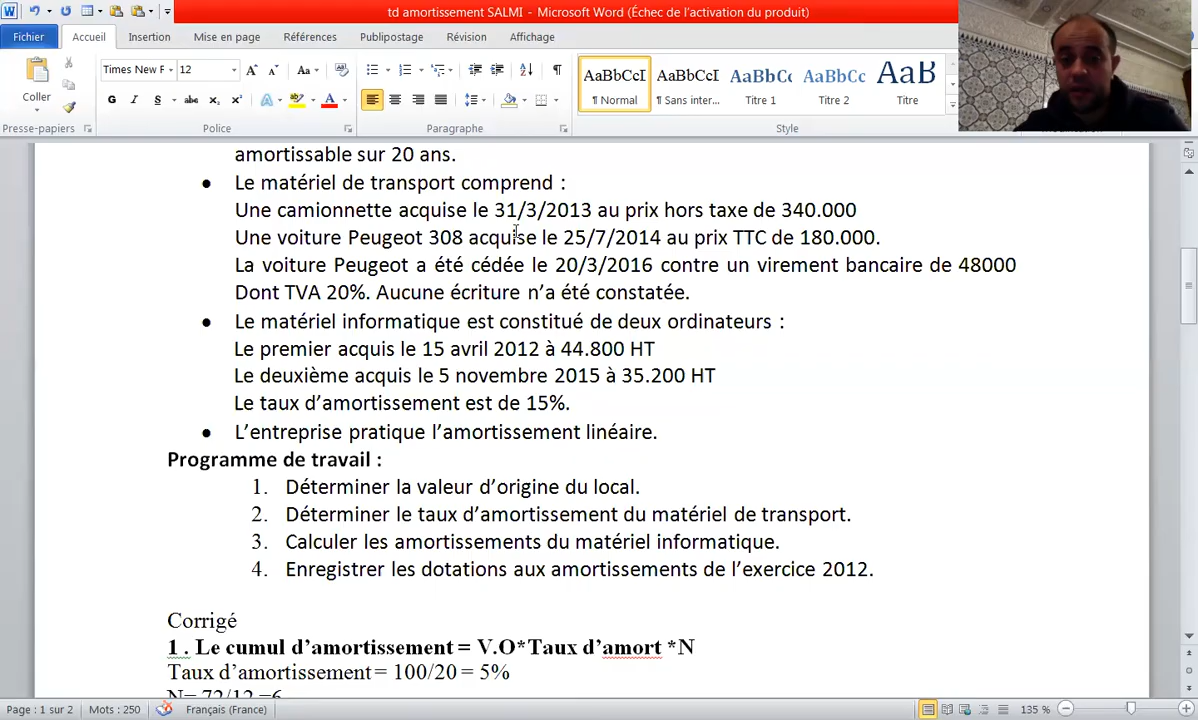 td amortissement SALMI - Microsoft Word (Échec de l'activation du produit)
Fichier Accueil Insertion Mise en page Références Publipostage Révision Affichage
Times New F 12
Coller
G I S abc x₂ x² A ab A
AaBbCcI AaBbCcI AaBbCc AaBbCc AaB
¶ Normal ¶ Sans inter... Titre 1 Titre 2 Titre
Presse-papiers Police Paragraphe Style
amortissable sur 20 ans.
• Le matériel de transport comprend :
Une camionnette acquise le 31/3/2013 au prix hors taxe de 340.000
Une voiture Peugeot 308 acquise le 25/7/2014 au prix TTC de 180.000.
La voiture Peugeot a été cédée le 20/3/2016 contre un virement bancaire de 48000
Dont TVA 20%. Aucune écriture n'a été constatée.
• Le matériel informatique est constitué de deux ordinateurs :
Le premier acquis le 15 avril 2012 à 44.800 HT
Le deuxième acquis le 5 novembre 2015 à 35.200 HT
Le taux d'amortissement est de 15%.
• L'entreprise pratique l'amortissement linéaire.
Programme de travail :
1. Déterminer la valeur d'origine du local.
2. Déterminer le taux d'amortissement du matériel de transport.
3. Calculer les amortissements du matériel informatique.
4. Enregistrer les dotations aux amortissements de l'exercice 2012.
Corrigé
1 . Le cumul d'amortissement = V.O*Taux d'amort *N
Taux d'amortissement = 100/20 = 5%
N= 72/12 =6
Page : 1 sur 2 Mots : 250 Français (France) 135 %